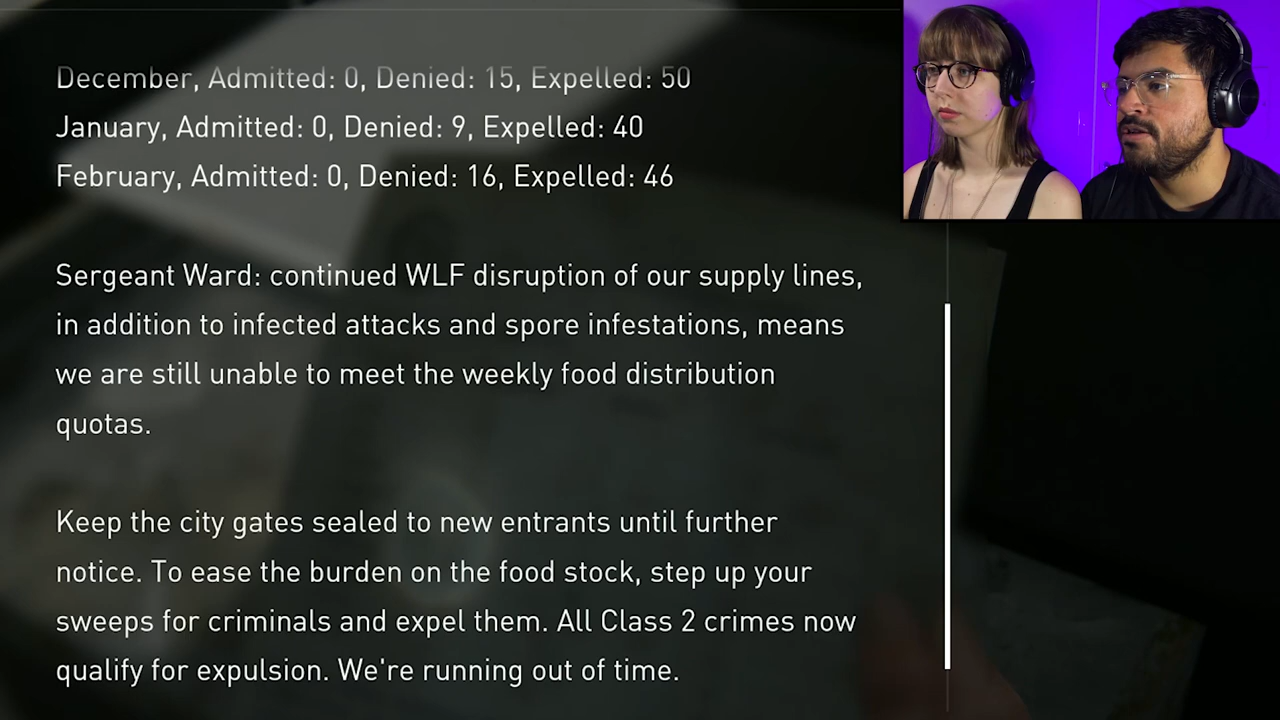 December, Admitted: 0, Denied: 15, Expelled: 50
January, Admitted: 0, Denied: 9, Expelled: 40
February, Admitted: 0, Denied: 16, Expelled: 46
Sergeant Ward: continued WLF disruption of our supply lines,
in addition to infected attacks and spore infestations, means
we are still unable to meet the weekly food distribution
quotas.
Keep the city gates sealed to new entrants until further
notice. To ease the burden on the food stock, step up your
sweeps for criminals and expel them. All Class 2 crimes now
qualify for expulsion. We're running out of time.